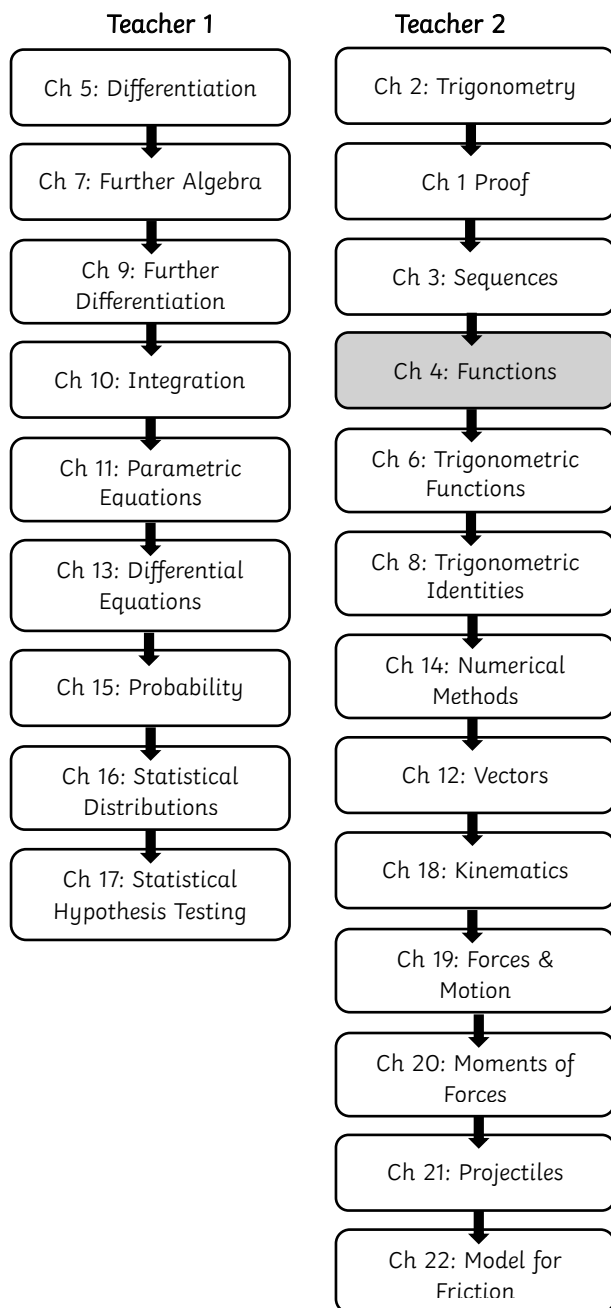 Teacher 1
Ch 5: Differentiation
Ch 7: Further Algebra
Ch 9: Further
Differentiation
Ch 10: Integration
Ch 11: Parametric
Equations
Ch 13: Differential
Equations
Ch 15: Probability
Ch 16: Statistical
Distributions
Ch 17: Statistical
Hypothesis Testing
Teacher 2
Ch 2: Trigonometry
Ch 1 Proof
Ch 3: Sequences
Ch 4: Functions
Ch 6: Trigonometric
Functions
Ch 8: Trigonometric
Identities
Ch 14: Numerical
Methods
Ch 12: Vectors
Ch 18: Kinematics
Ch 19: Forces &
Motion
Ch 20: Moments of
Forces
Ch 21: Projectiles
Ch 22: Model for
Friction